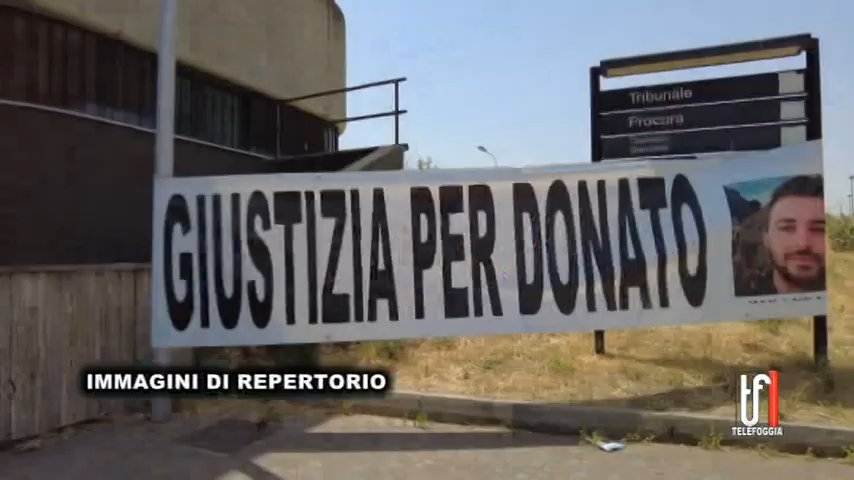 Tribunale
Procura
GIUSTIZIA PER DONATO
IMMAGINI DI REPERTORIO
tf
TELEFOGGIA